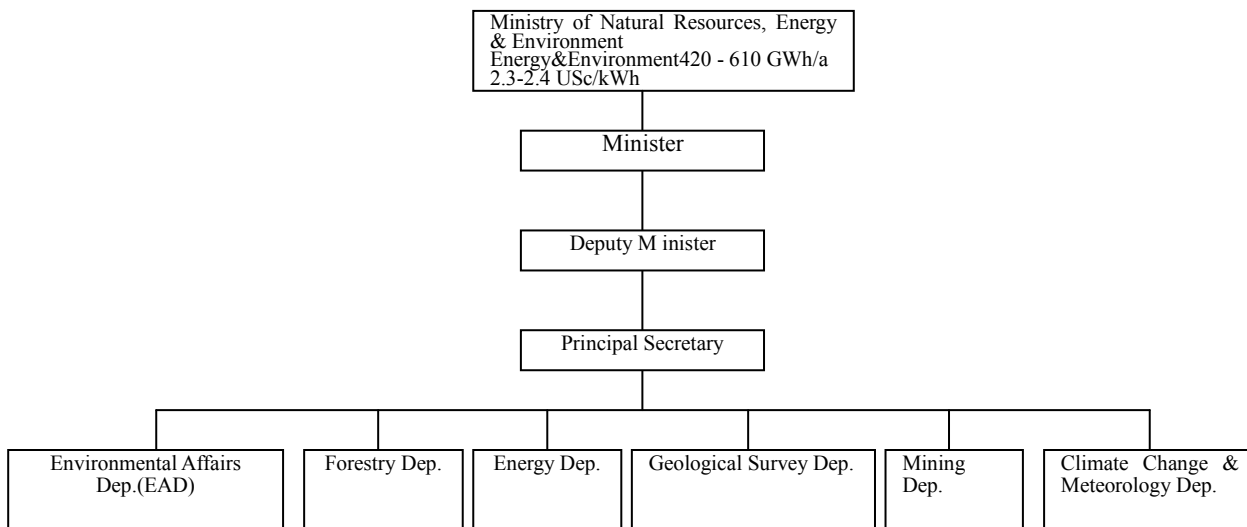 Ministry of Natural Resources, Energy
& Environment
Energy&Environment420 - 610 GWh/a
2.3-2.4 USc/kWh
Minister
Deputy M inister
Principal Secretary
Environmental Affairs
Dep.(EAD)
Forestry Dep.
Energy Dep.
Geological Survey Dep.
Mining
Dep.
Climate Change &
Meteorology Dep.